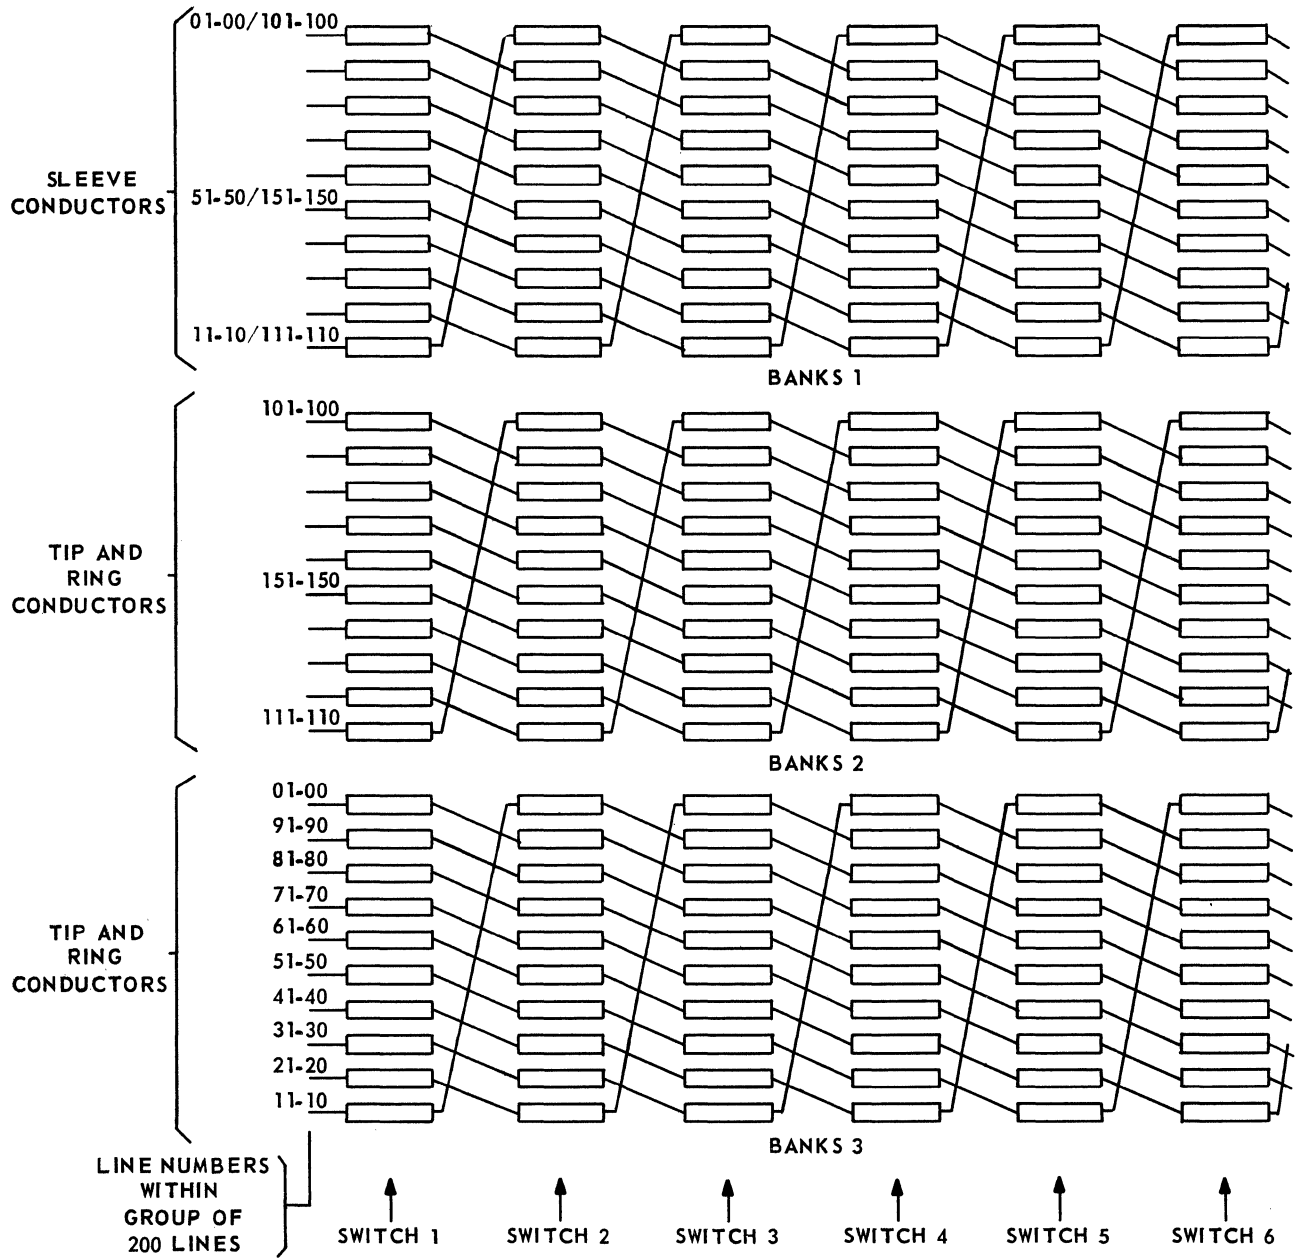 01-00/101-100
SLEEVE
CONDUCTORS
51-50/151-150
11-10/111-110
BANKS 1
101-100
TIP AND
RING
CONDUCTORS
151-150
111-110
BANKS 2
01-00
91-90
81-80
71-70
61-60
TIP AND
RING
CONDUCTORS
51-50
41-40
31-30
21-20
11-10
BANKS 3
LINE NUMBERS
WITHIN
GROUP OF
200 LINES
SWITCH 1
SWITCH 2
SWITCH 3
SWITCH 4
SWITCH 5
SWITCH 6